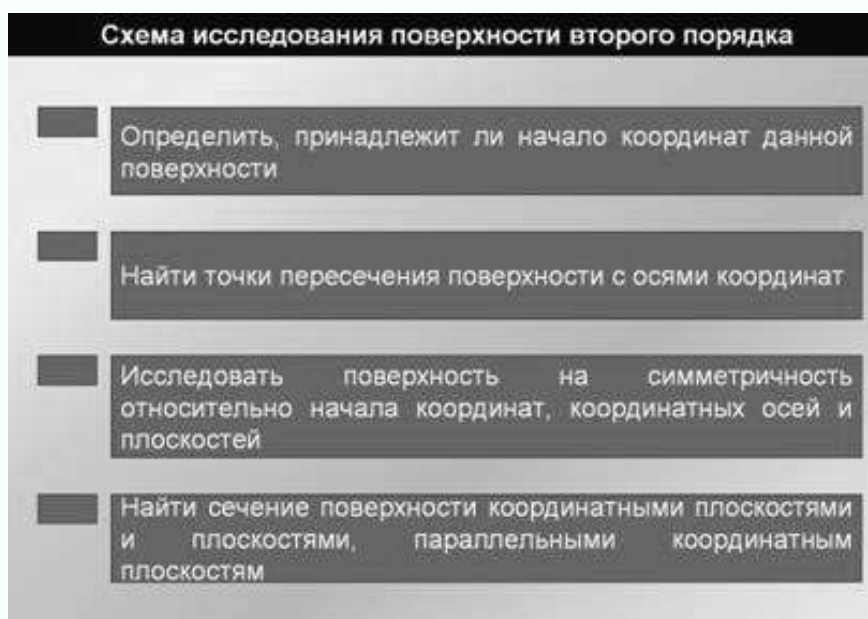 Схема исследования поверхности второго порядка
Определить, принадлежит ли начало координат данной
поверхности
Найти точки пересечения поверхности с осями координат
Исследовать поверхность на симметричность
относительно начала координат, координатных осей и
плоскостей
Найти сечение поверхности координатными плоскостями
и плоскостями, параллельными координатным
плоскостям